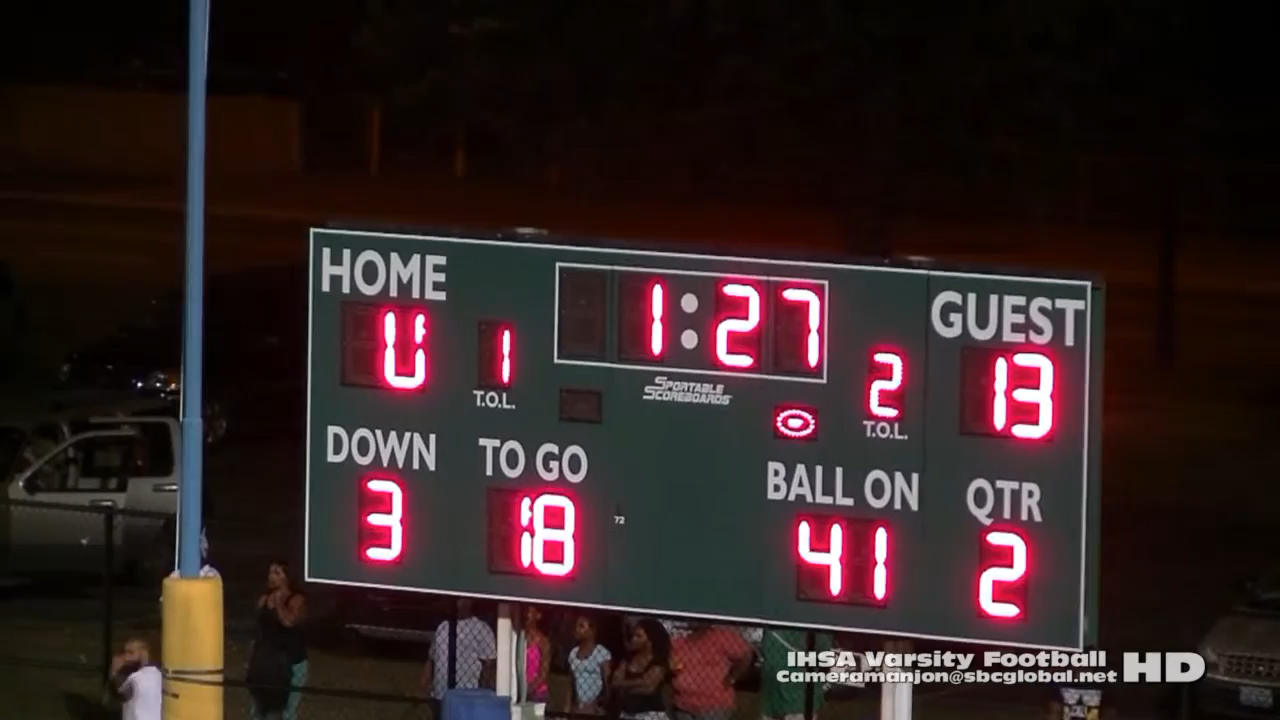 HOME
1:27
GUEST
1
T.O.L.
SPORTABLE
SCOREBOARDS
2
T.O.L.
13
DOWN
TO GO
BALL ON
QTR
3
18
72
41
2
IHSA Varsity Football
Cameramanjon@sbcglobal.net HD